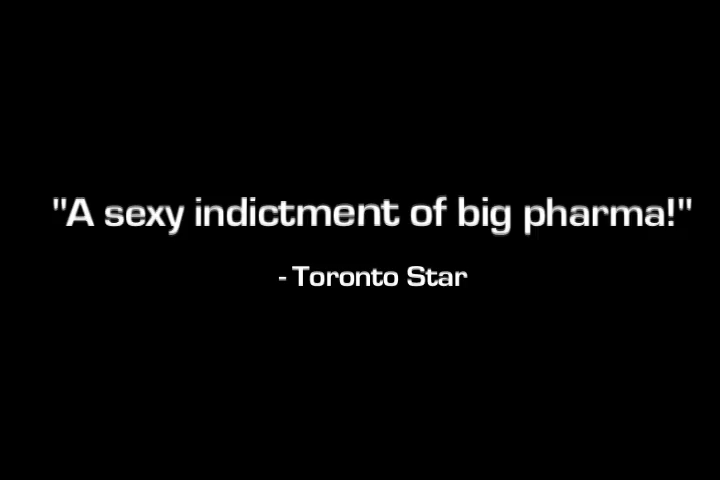 "A sexy indictment of big pharma!"
- Toronto Star